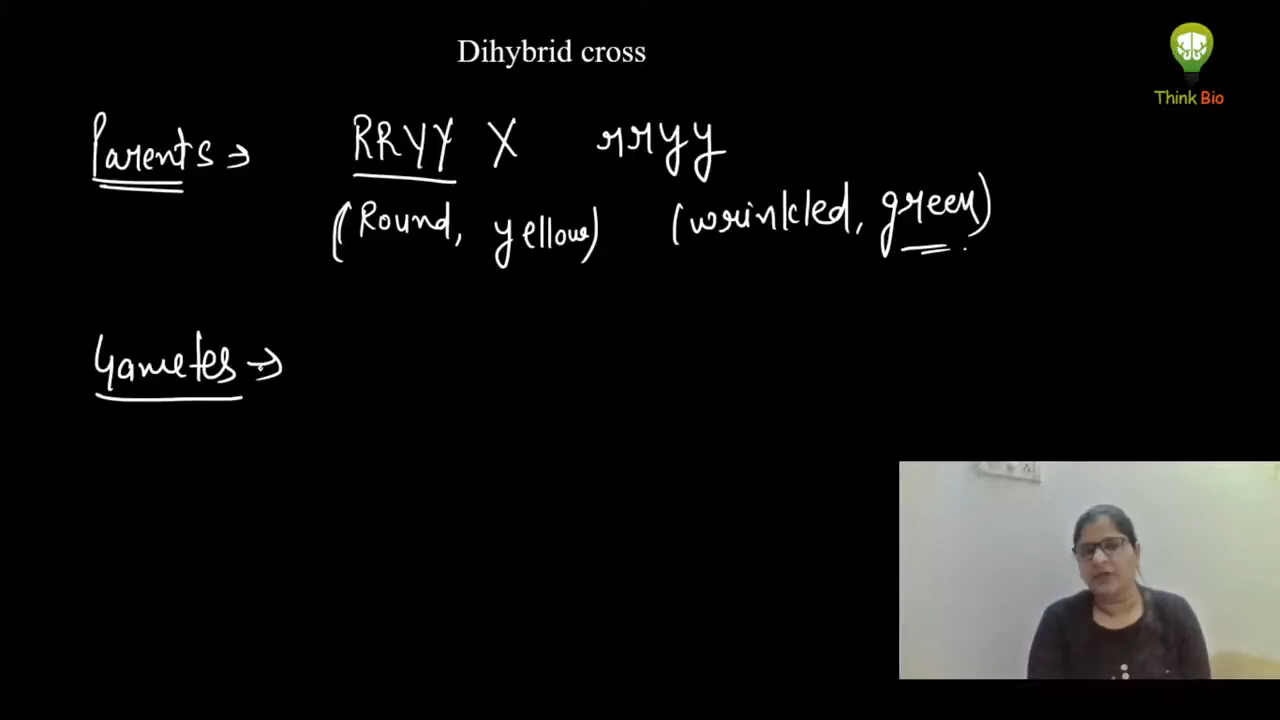 Dihybrid cross
Think Bio
Parents → RRYY X rryy
(Round, yellow) (wrinkled, green)
Gametes →